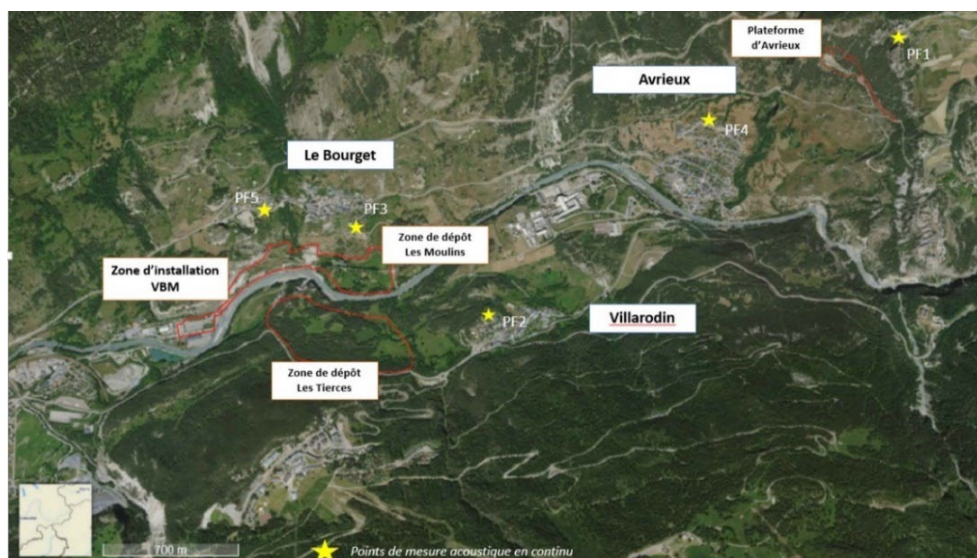 Plateforme
d'Avrieux
PF1
Avrieux
PF4
Le Bourget
PF5
PF3
Zone de dépôt
Les Moulins
Zone d'installation
VBM
PF2
Villarodin
Zone de dépôt
Les Tierces
700 m
Points de mesure acoustique en continu